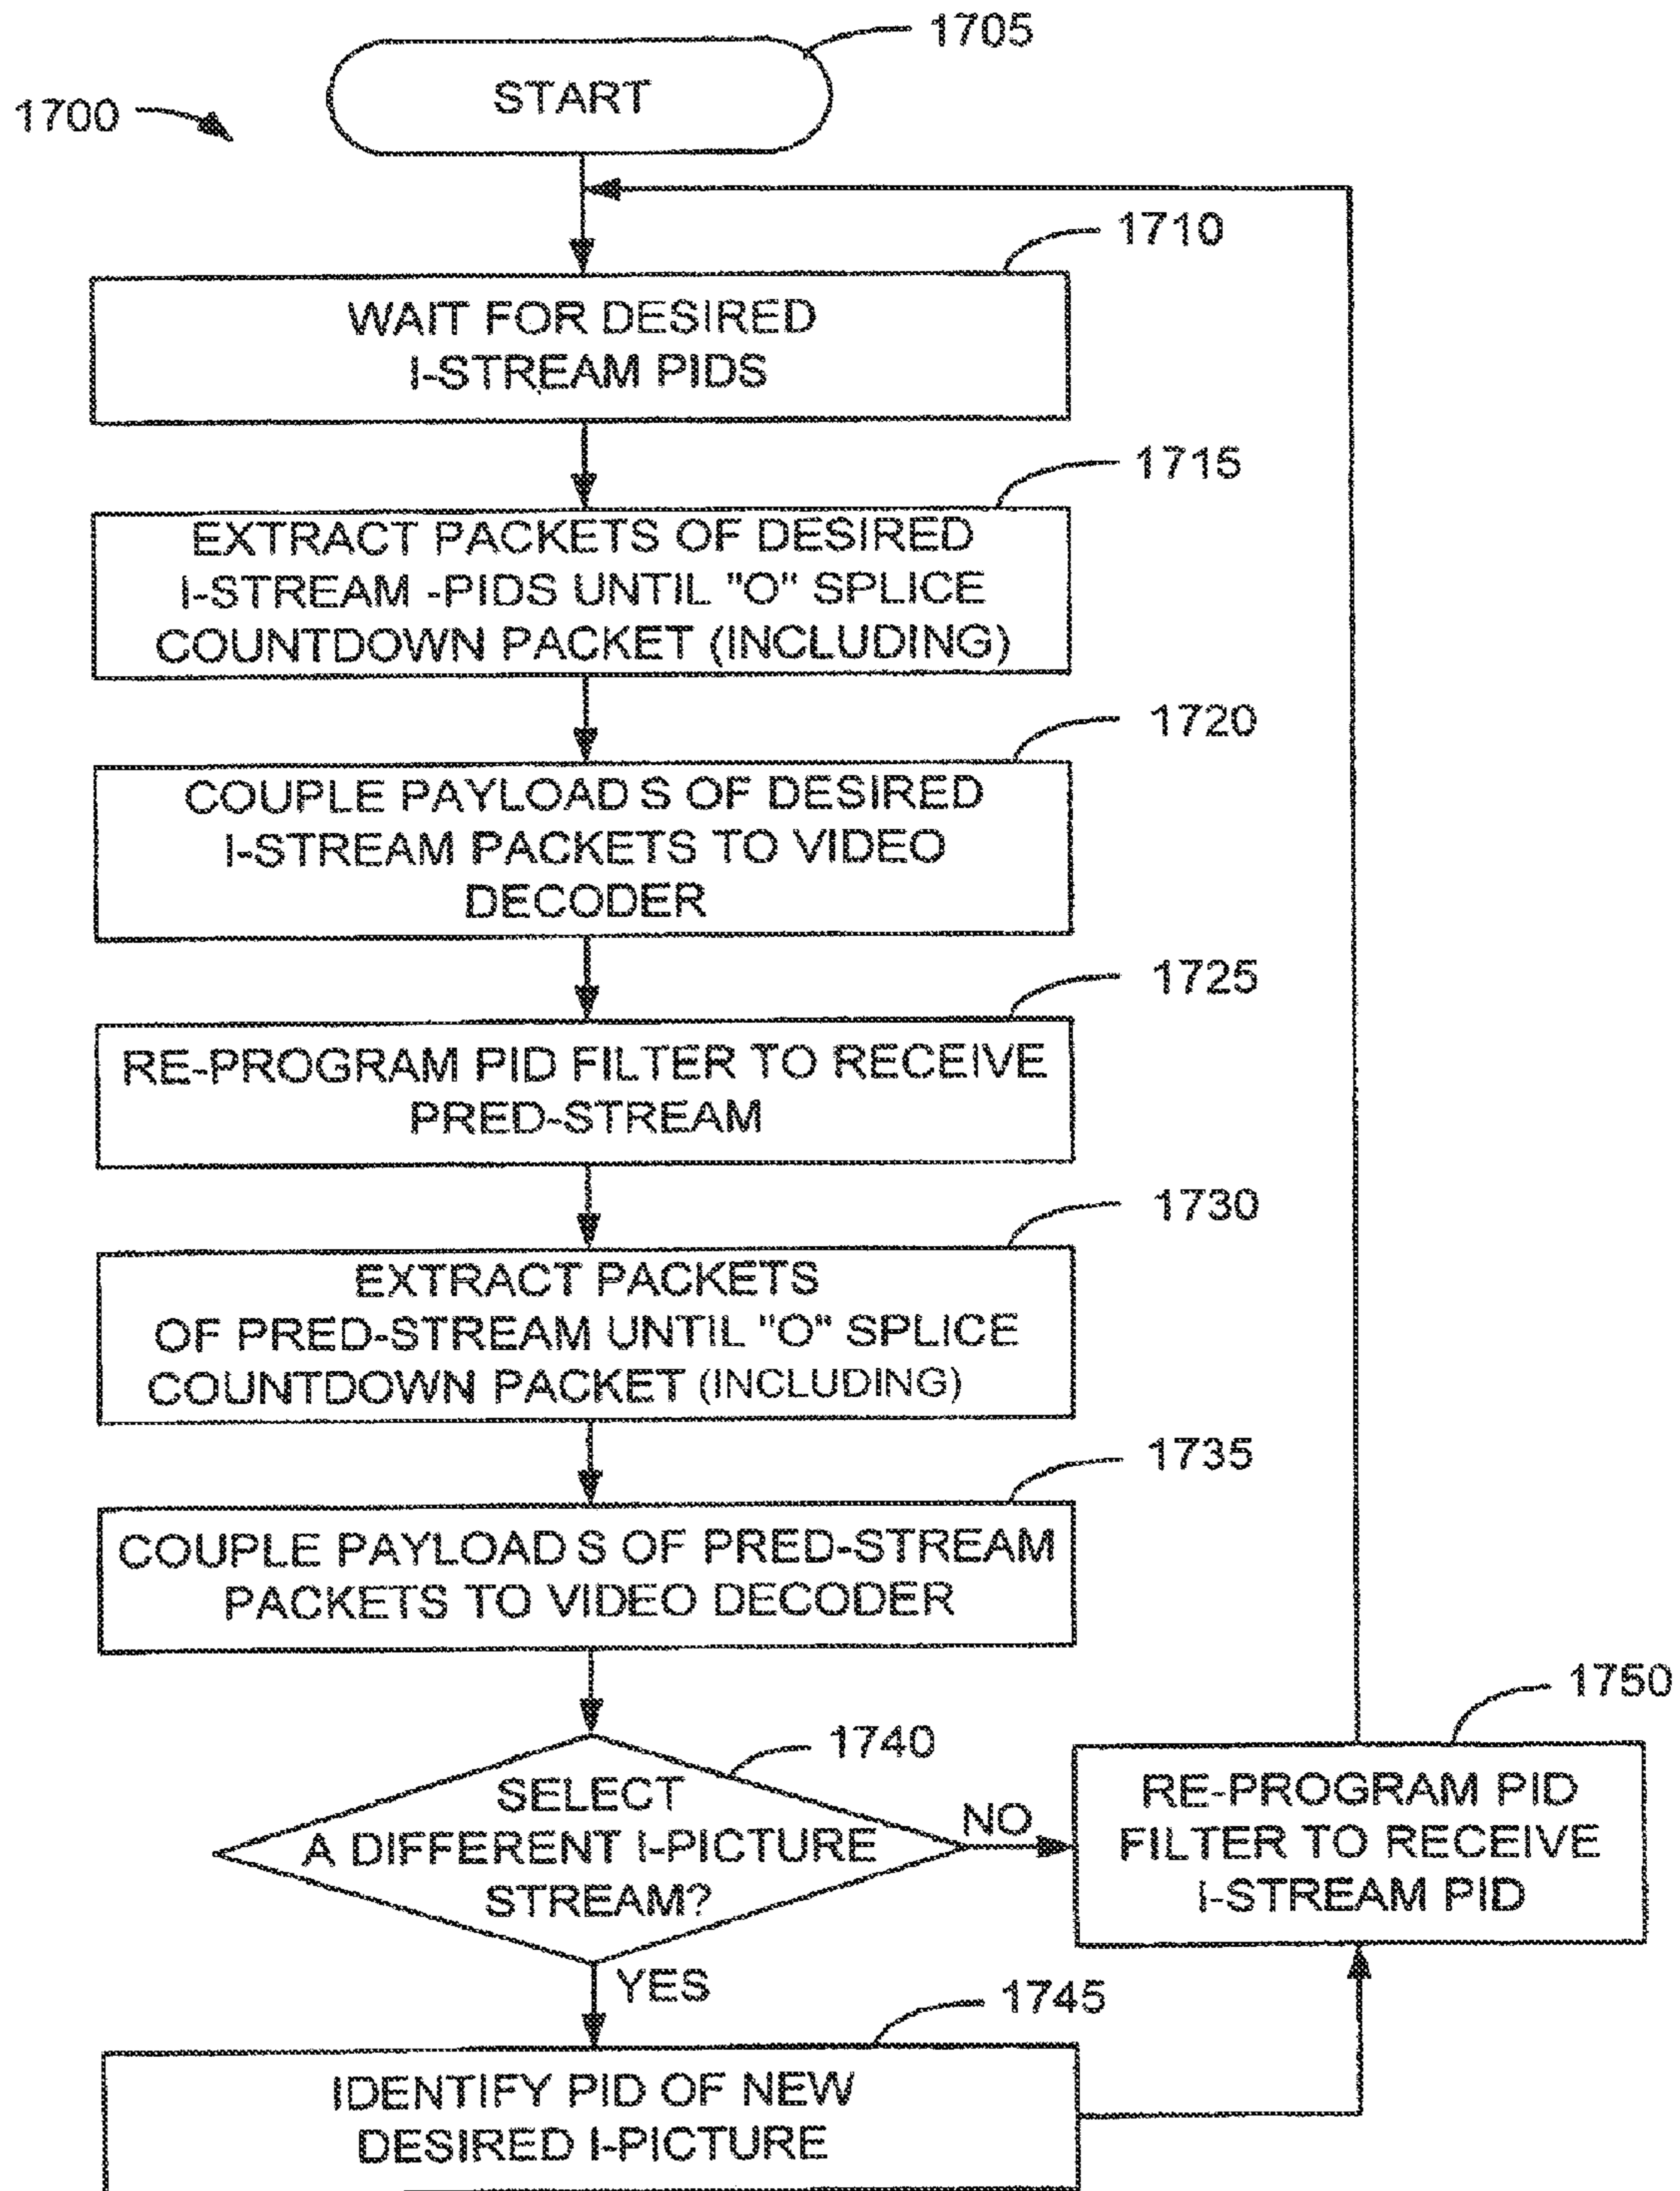 1705
START
1700
1710
WAIT FOR DESIRED
I-STREAM PIDS
1715
EXTRACT PACKETS OF DESIRED
I-STREAM -PIDS UNTIL "O" SPLICE
COUNTDOWN PACKET (INCLUDING)
1720
COUPLE PAYLOAD S OF DESIRED
I-STREAM PACKETS TO VIDEO
DECODER
1725
RE-PROGRAM PID FILTER TO RECEIVE
PRED-STREAM
1730
EXTRACT PACKETS
OF PRED-STREAM UNTIL "O" SPLICE
COUNTDOWN PACKET (INCLUDING)
1735
COUPLE PAYLOAD S OF PRED-STREAM
PACKETS TO VIDEO DECODER
1740
SELECT
A DIFFERENT I-PICTURE
STREAM?
NO
YES
1750
RE-PROGRAM PID
FILTER TO RECEIVE
I-STREAM PID
1745
IDENTIFY PID OF NEW
DESIRED I-PICTURE